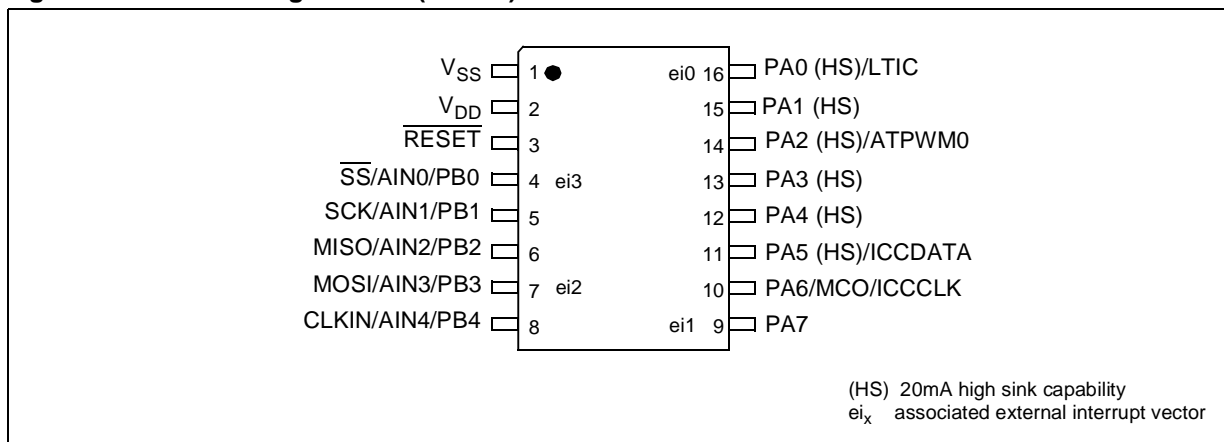 V_SS 1 ei0 16 PA0 (HS)/LTIC
V_DD 2 15 PA1 (HS)
RESET 3 14 PA2 (HS)/ATPWM0
SS/AIN0/PB0 4 ei3 13 PA3 (HS)
SCK/AIN1/PB1 5 12 PA4 (HS)
MISO/AIN2/PB2 6 11 PA5 (HS)/ICCDATA
MOSI/AIN3/PB3 7 ei2 10 PA6/MCO/ICCCLK
CLKIN/AIN4/PB4 8 ei1 9 PA7
(HS) 20mA high sink capability
ei_x associated external interrupt vector